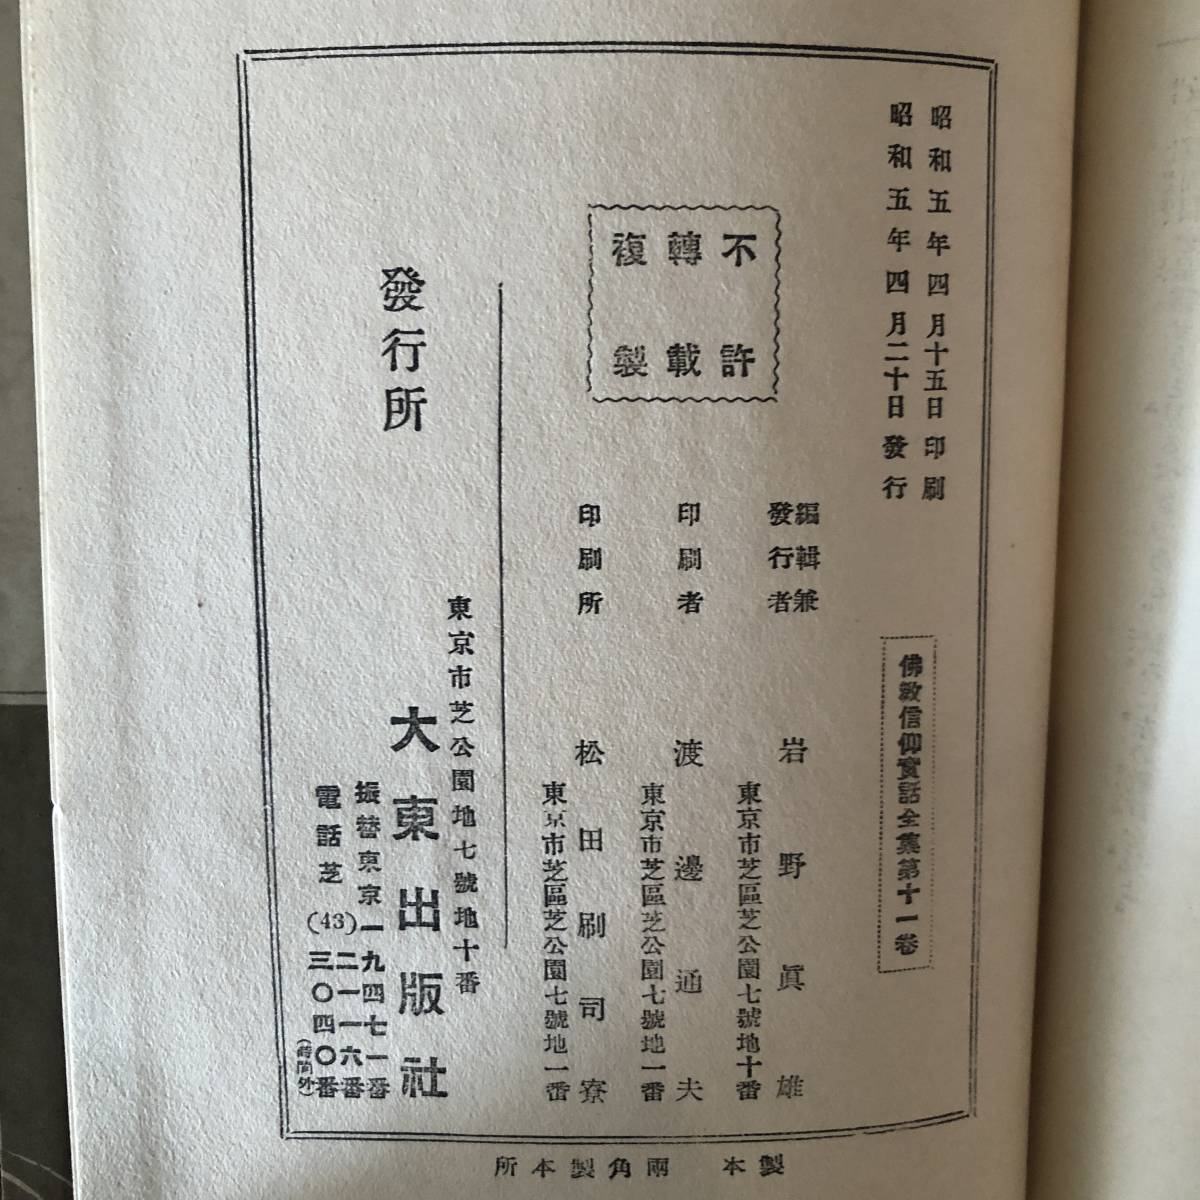 昭和五年四月十五日印刷
昭和五年四月二十日發行
佛敎信仰實話全集第十一卷
不許
轉載
複製
編輯兼
發行者
岩野眞雄
東京市芝區芝公園七號地十番
印刷者
渡邊通夫
東京市芝區芝公園七號地一番
印刷所
松田刷司寮
東京市芝區芝公園七號地一番
發行所
東京市芝公園地七號地十番
大東出版社
振替東京一九四七一番
電話芝(43)二一一六番
三〇四〇番(時間外)
製本 兩角製本所